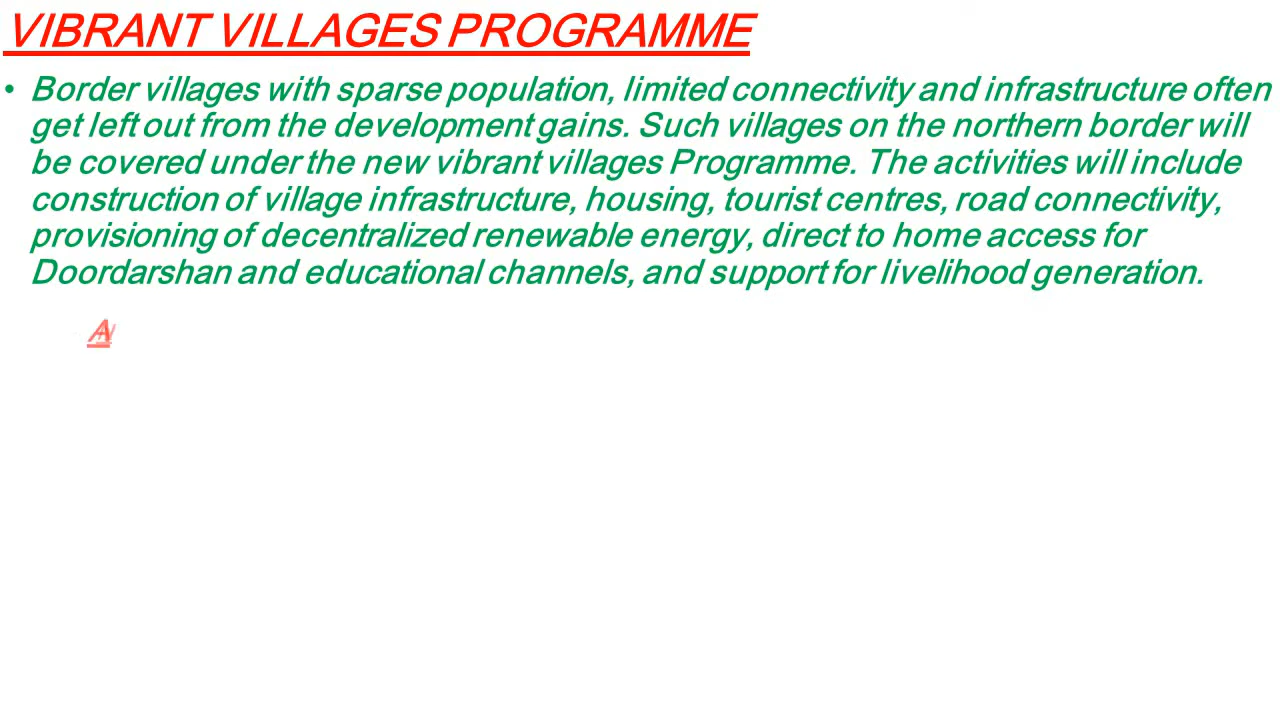 VIBRANT VILLAGES PROGRAMME
• Border villages with sparse population, limited connectivity and infrastructure often
get left out from the development gains. Such villages on the northern border will
be covered under the new vibrant villages Programme. The activities will include
construction of village infrastructure, housing, tourist centres, road connectivity,
provisioning of decentralized renewable energy, direct to home access for
Doordarshan and educational channels, and support for livelihood generation.
A